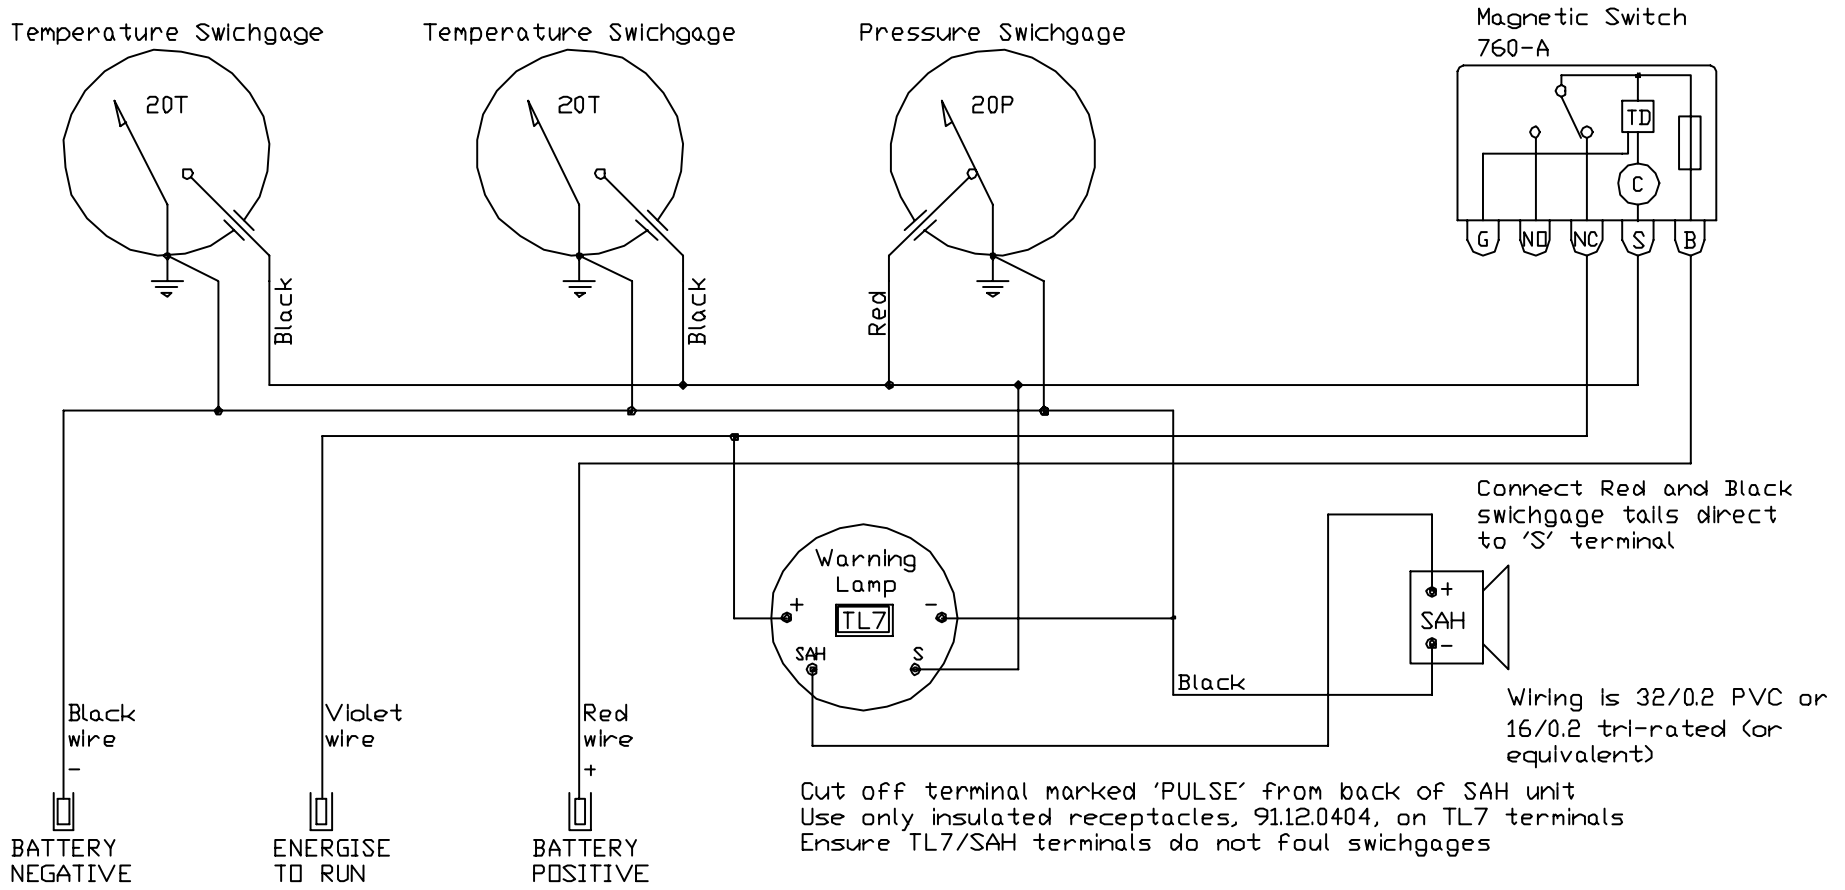 Temperature Swichgage
Temperature Swichgage
Pressure Swichgage
Magnetic Switch
760-A
20T
20T
20P
TD
C
G
NO
NC
S
B
Black
Black
Red
Connect Red and Black
swichgage tails direct
to 'S' terminal
Warning
Lamp
+
-
TL7
SAH
S
+
SAH
-
Black
Black
wire
-
Violet
wire
Red
wire
+
Wiring is 32/0.2 PVC or
16/0.2 tri-rated (or
equivalent)
Cut off terminal marked 'PULSE' from back of SAH unit
Use only insulated receptacles, 91.12.0404, on TL7 terminals
Ensure TL7/SAH terminals do not foul swichgages
BATTERY
NEGATIVE
ENERGISE
TO RUN
BATTERY
POSITIVE